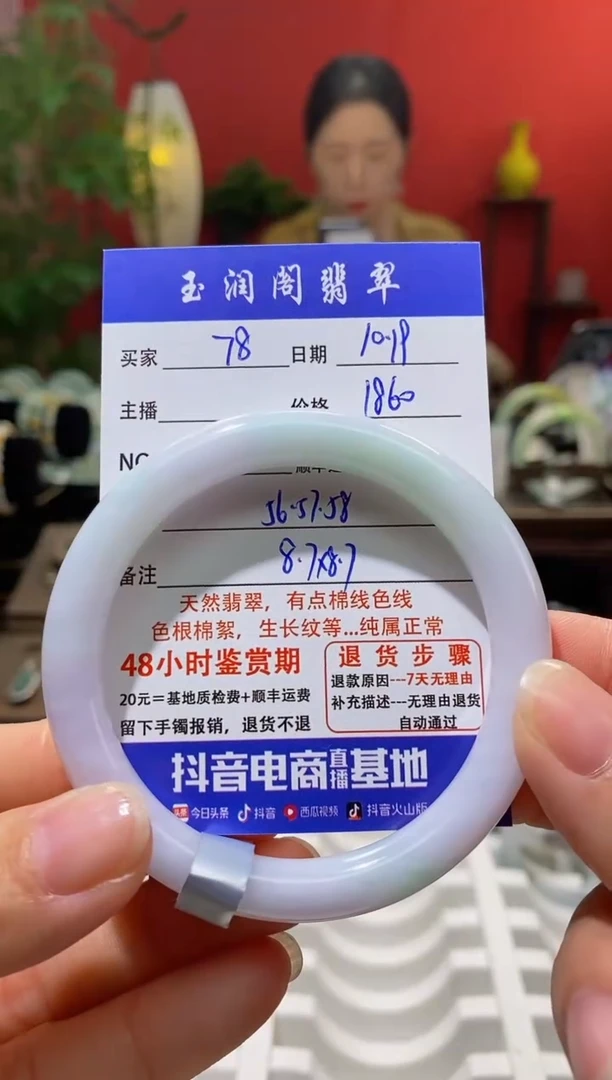 玉润阁翡翠
买家 78 日期 10.19
主播 价格 1860
NO
56.57.58
备注 8.7×8.7
天然翡翠，有点棉线色线
色根棉絮，生长纹等...纯属正常
48小时鉴赏期
20元=基地质检费+顺丰运费
留下手镯报销，退货不退
退货步骤
退款原因---7天无理由
补充描述---无理由退货
自动通过
抖音电商直播基地
头条 今日头条 抖音 西瓜视频 抖音火山版